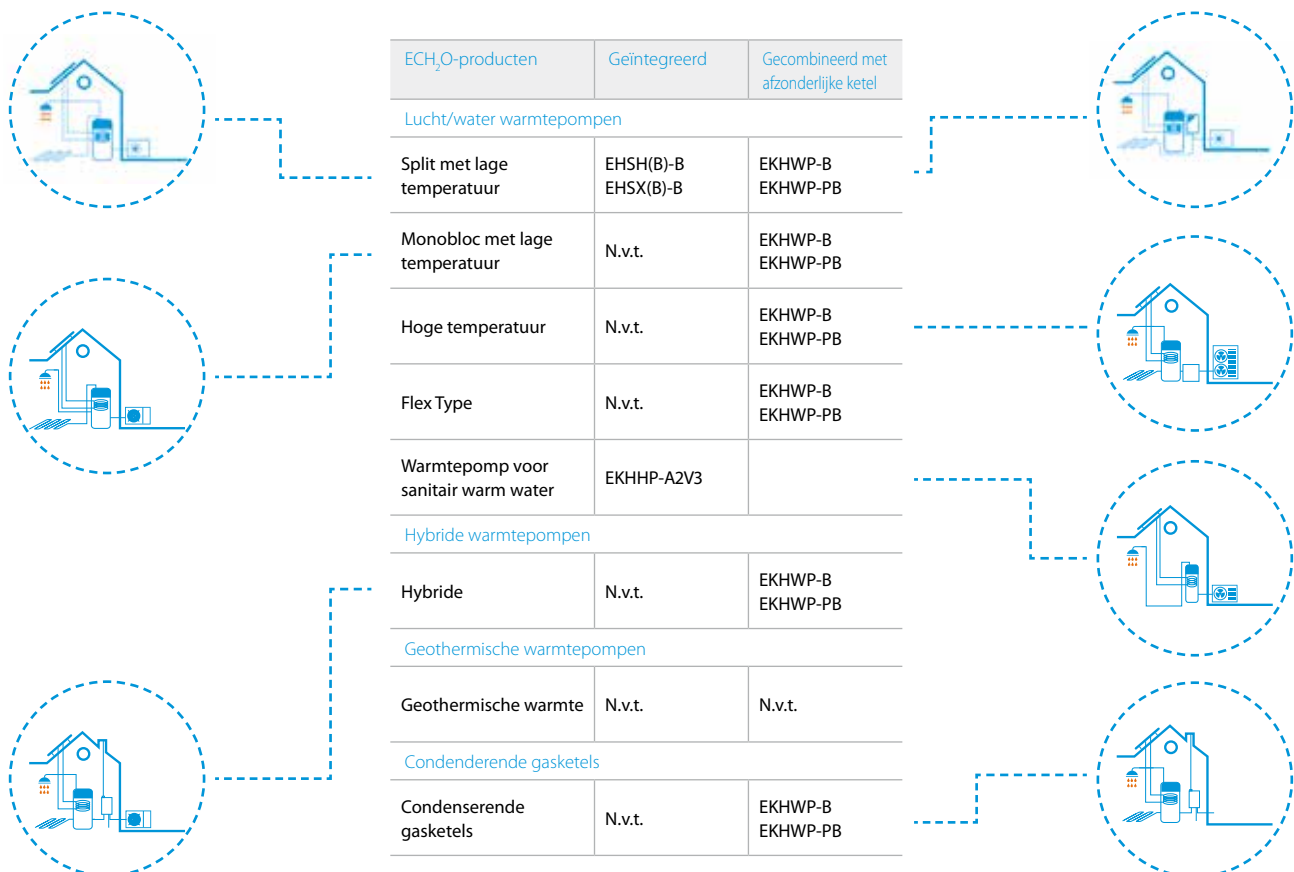 ECH₂O-producten Geïntegreerd Gecombineerd met
afzonderlijke ketel
Lucht/water warmtepompen
Split met lage EHSH(B)-B EKHWP-B
temperatuur EHSX(B)-B EKHWP-PB
Monobloc met lage N.v.t. EKHWP-B
temperatuur EKHWP-PB
Hoge temperatuur N.v.t. EKHWP-B
EKHWP-PB
Flex Type N.v.t. EKHWP-B
EKHWP-PB
Warmtepomp voor EKHHP-A2V3
sanitair warm water
Hybride warmtepompen
Hybride N.v.t. EKHWP-B
EKHWP-PB
Geothermische warmtepompen
Geothermische warmte N.v.t. N.v.t.
Condenderende gasketels
Condenserende N.v.t. EKHWP-B
gasketels EKHWP-PB